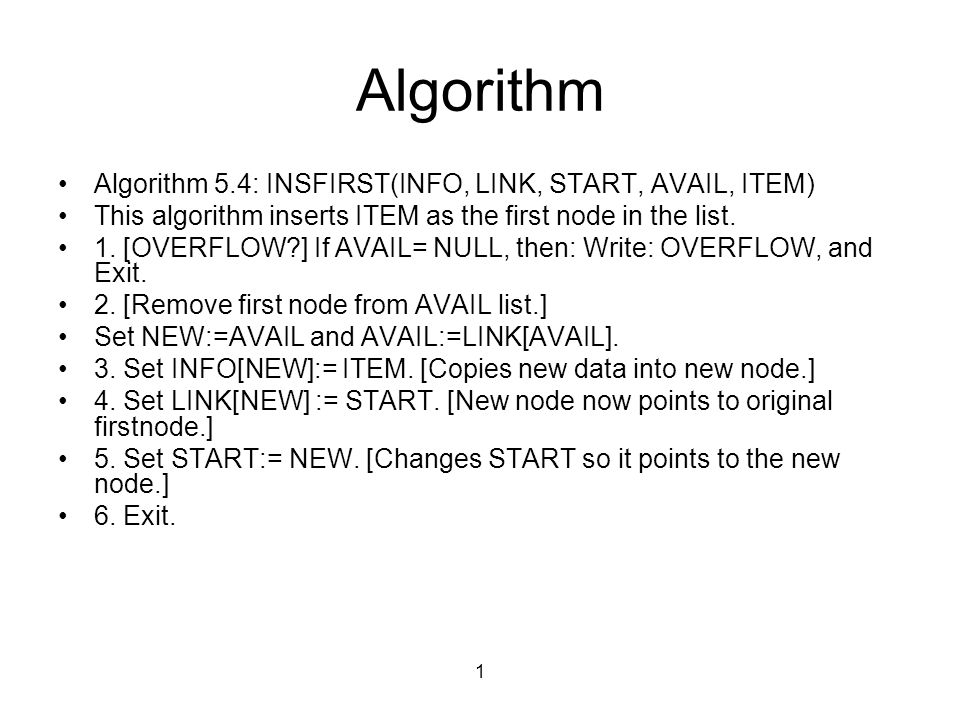 Algorithm
• Algorithm 5.4: INSFIRST(INFO, LINK, START, AVAIL, ITEM)
• This algorithm inserts ITEM as the first node in the list.
• 1. [OVERFLOW?] If AVAIL= NULL, then: Write: OVERFLOW, and
Exit.
• 2. [Remove first node from AVAIL list.]
• Set NEW:=AVAIL and AVAIL:=LINK[AVAIL].
• 3. Set INFO[NEW]:= ITEM. [Copies new data into new node.]
• 4. Set LINK[NEW] := START. [New node now points to original
firstnode.]
• 5. Set START:= NEW. [Changes START so it points to the new
node.]
• 6. Exit.
1